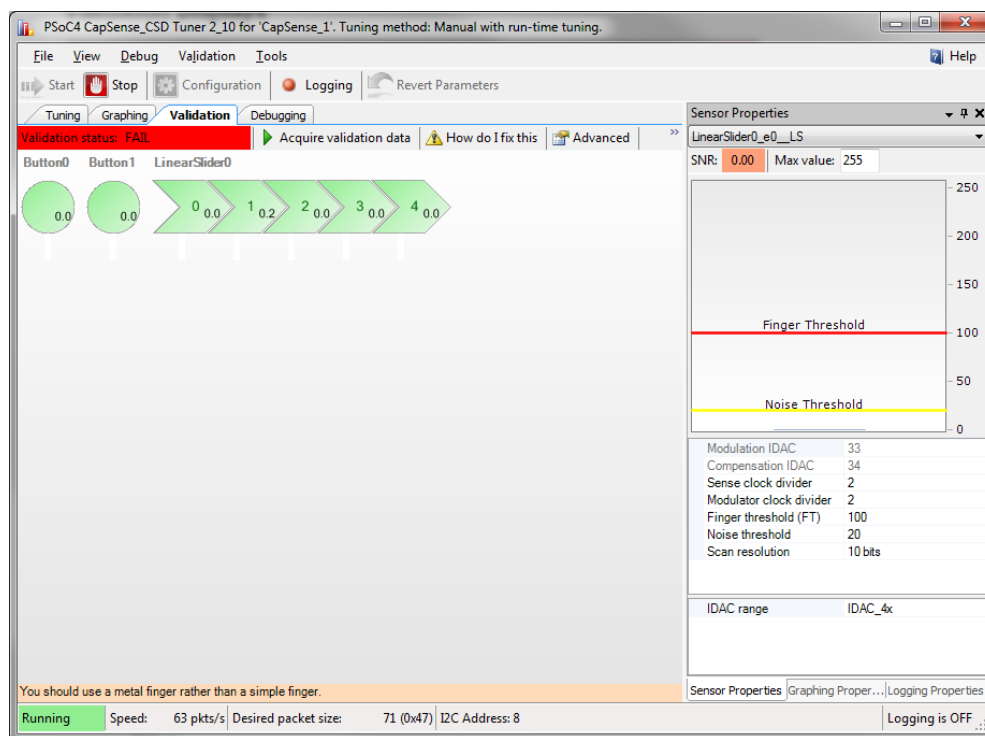 PSoC4 CapSense_CSD Tuner 2_10 for 'CapSense_1'. Tuning method: Manual with run-time tuning.
File View Debug Validation Tools Help
Start Stop Configuration Logging Revert Parameters
Tuning Graphing Validation Debugging
Validation status: FAIL Acquire validation data How do I fix this Advanced
Button0 Button1 LinearSlider0
0.0 0.0 0 0.0 1 0.2 2 0.0 3 0.0 4 0.0
You should use a metal finger rather than a simple finger.
Sensor Properties
LinearSlider0_e0__LS
SNR: 0.00 Max value: 255
250
200
150
Finger Threshold
100
50
Noise Threshold
0
Modulation IDAC 33
Compensation IDAC 34
Sense clock divider 2
Modulator clock divider 2
Finger threshold (FT) 100
Noise threshold 20
Scan resolution 10 bits
IDAC range IDAC_4x
Sensor Properties Graphing Proper... Logging Properties
Running Speed: 63 pkts/s Desired packet size: 71 (0x47) I2C Address: 8 Logging is OFF